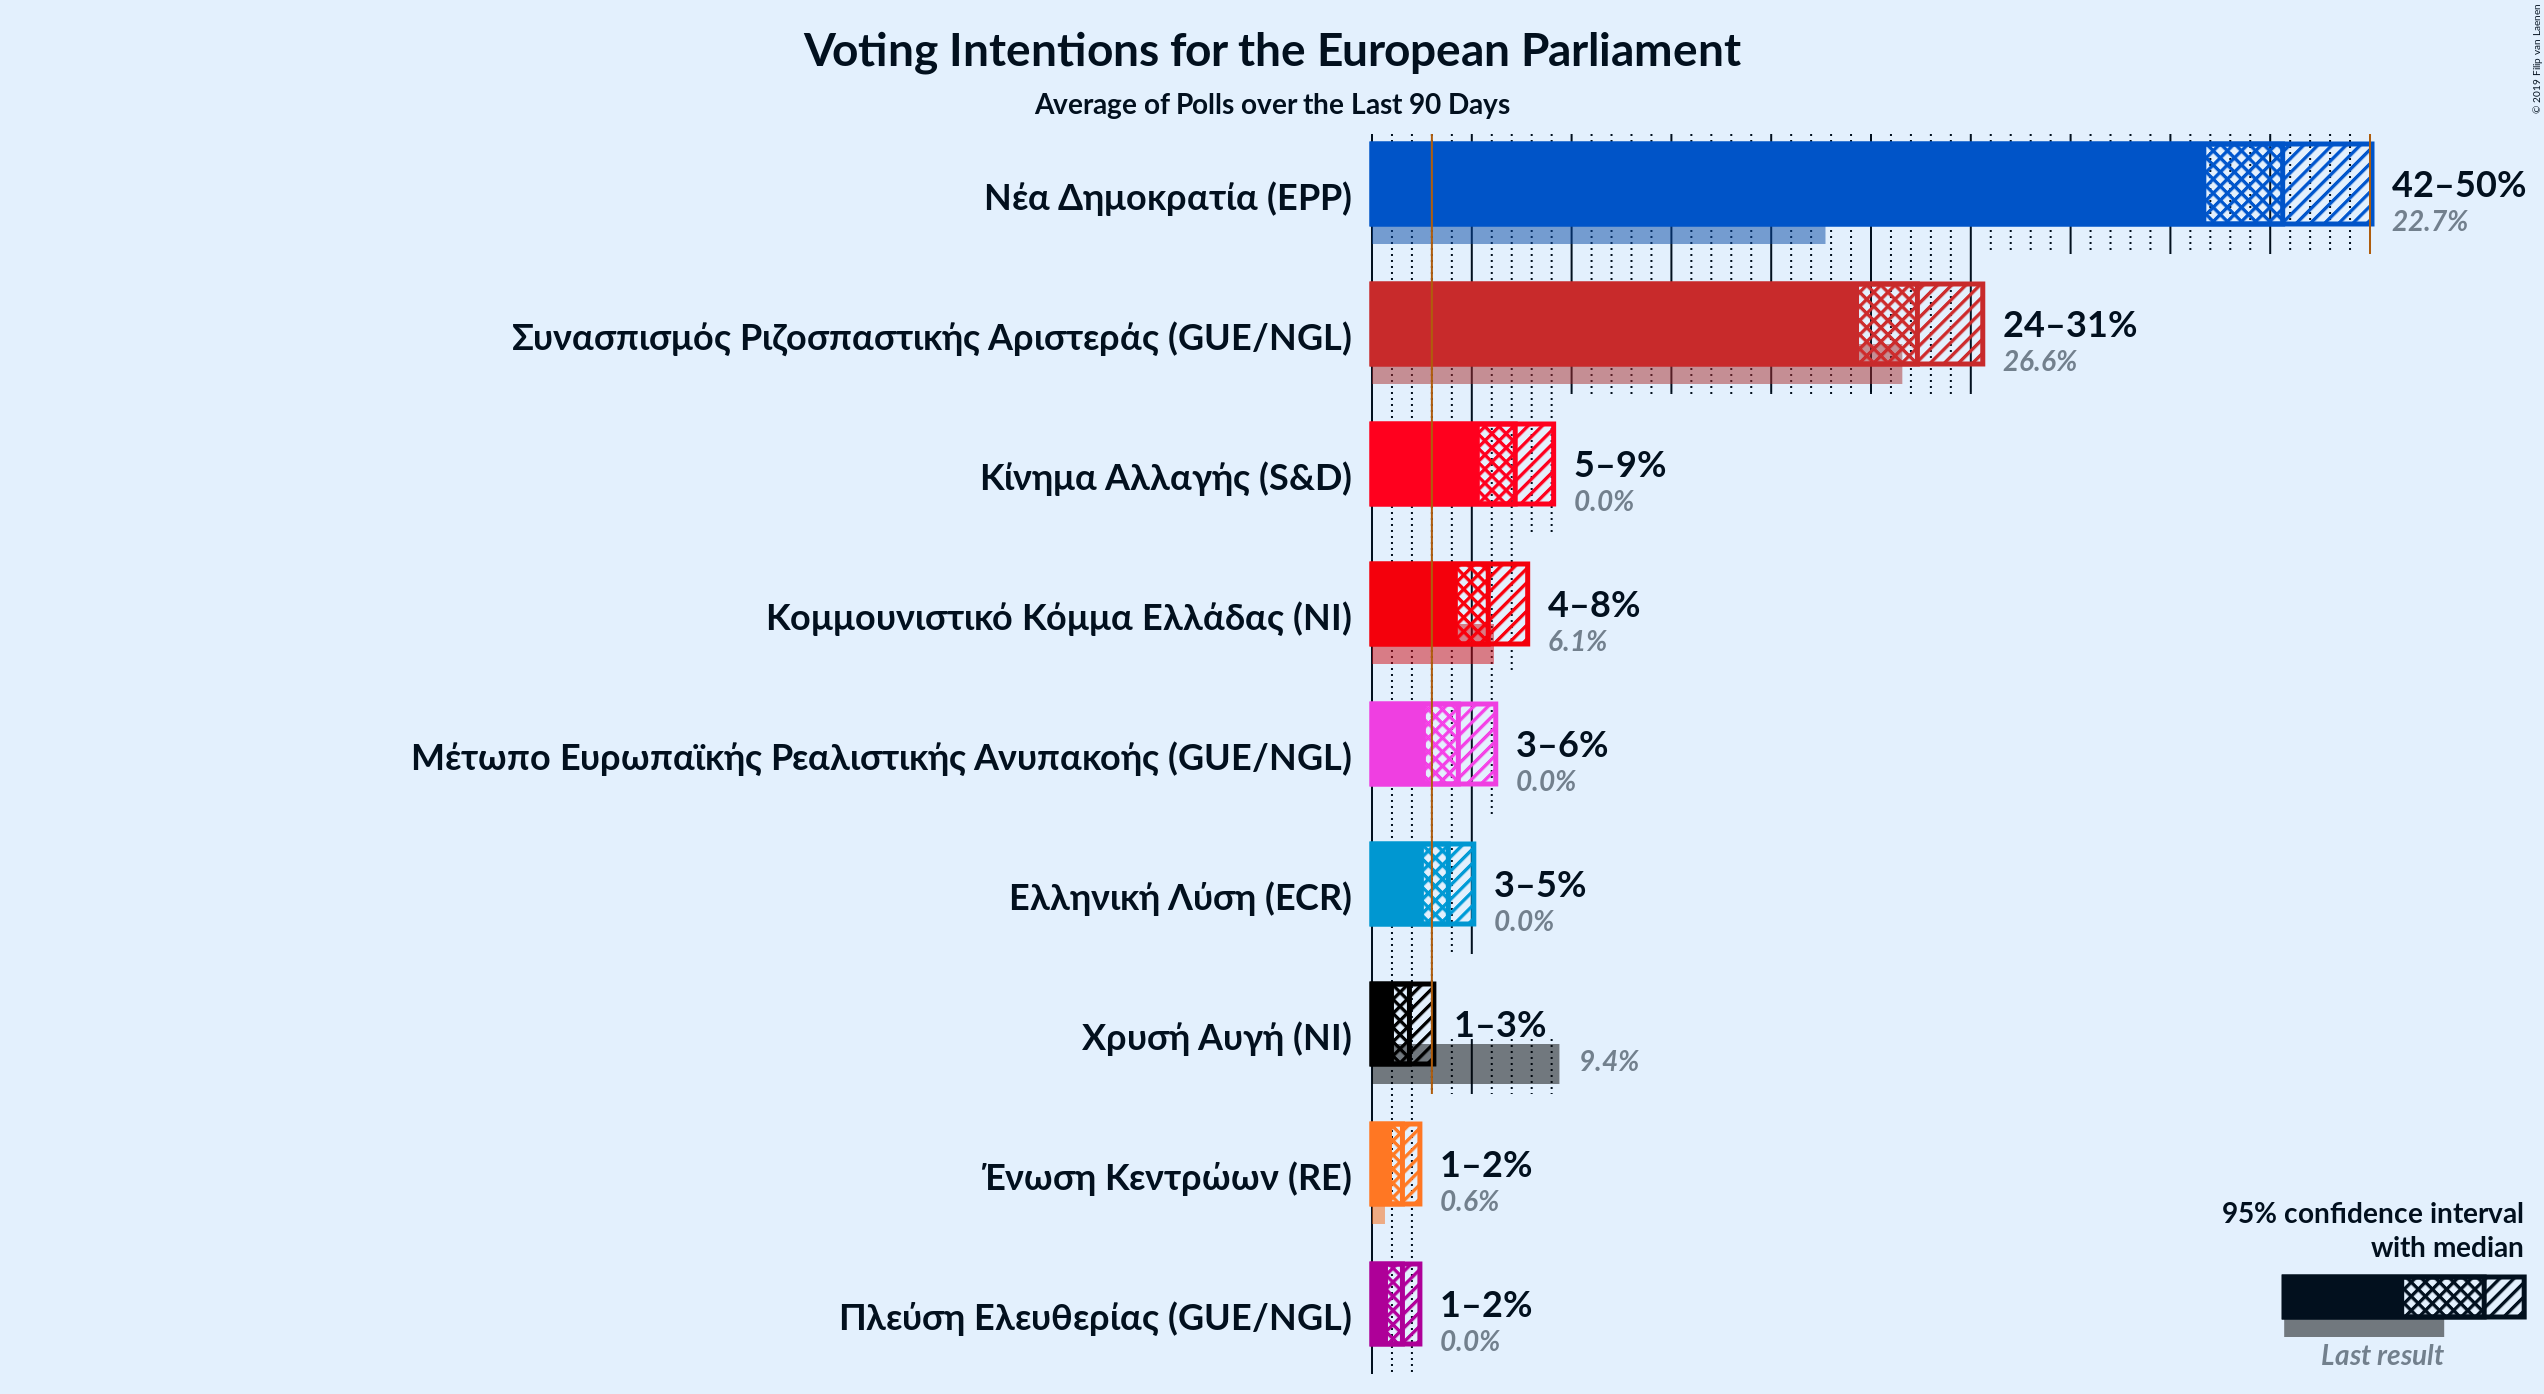 Voting Intentions for the European Parliament
Average of Polls over the Last 90 Days
© 2019 Filip van Laenen
Νέα Δημοκρατία (EPP)
42–50%
22.7%
Συνασπισμός Ριζοσπαστικής Αριστεράς (GUE/NGL)
24–31%
26.6%
Κίνημα Αλλαγής (S&D)
5–9%
0.0%
Κομμουνιστικό Κόμμα Ελλάδας (NI)
4–8%
6.1%
Μέτωπο Ευρωπαϊκής Ρεαλιστικής Ανυπακοής (GUE/NGL)
3–6%
0.0%
Ελληνική Λύση (ECR)
3–5%
0.0%
Χρυσή Αυγή (NI)
1–3%
9.4%
Ένωση Κεντρώων (RE)
1–2%
0.6%
Πλεύση Ελευθερίας (GUE/NGL)
1–2%
0.0%
95% confidence interval
with median
Last result